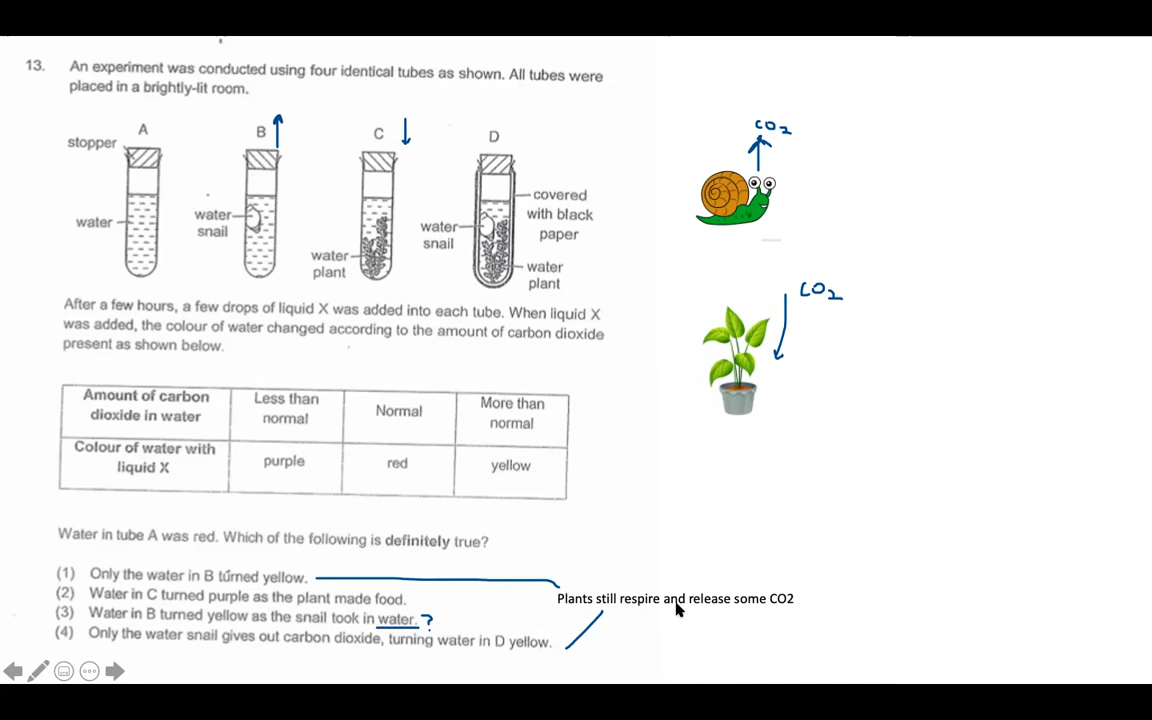 13. An experiment was conducted using four identical tubes as shown. All tubes were
placed in a brightly-lit room.
A
B
C
D
stopper
water
water
snail
water
plant
water
snail
covered
with black
paper
water
plant
CO2
CO2
After a few hours, a few drops of liquid X was added into each tube. When liquid X
was added, the colour of water changed according to the amount of carbon dioxide
present as shown below.
Amount of carbon
dioxide in water
Less than
normal
Normal
More than
normal
Colour of water with
liquid X
purple
red
yellow
Water in tube A was red. Which of the following is definitely true?
(1) Only the water in B turned yellow.
(2) Water in C turned purple as the plant made food.
(3) Water in B turned yellow as the snail took in water. ?
(4) Only the water snail gives out carbon dioxide, turning water in D yellow.
Plants still respire and release some CO2